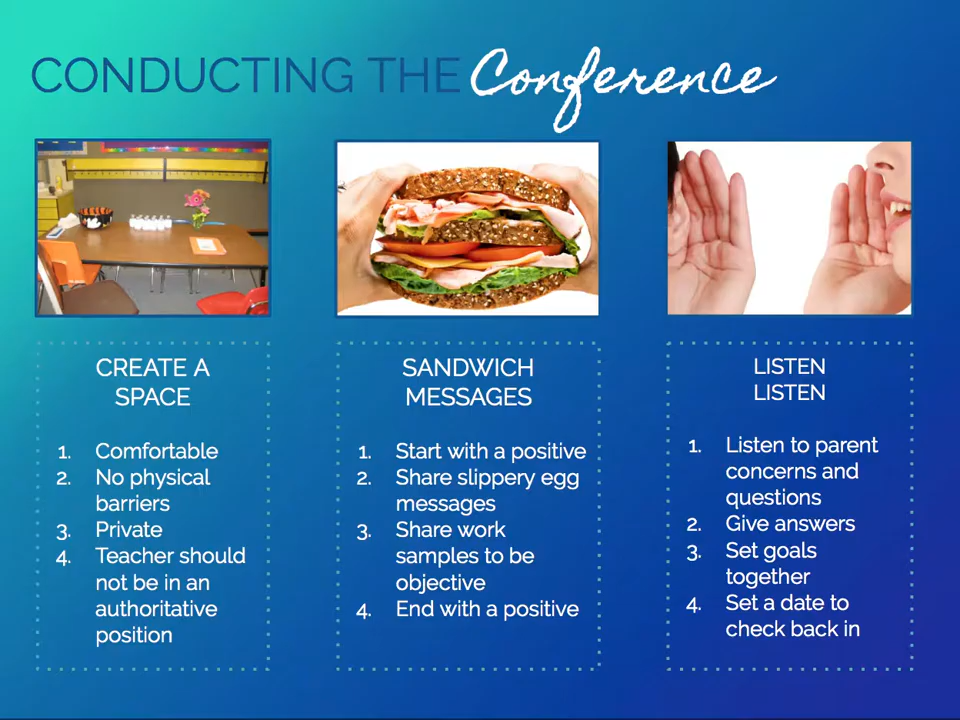 CONDUCTING THE Conference
CREATE A
SPACE
1. Comfortable
2. No physical
barriers
3. Private
4. Teacher should
not be in an
authoritative
position
SANDWICH
MESSAGES
1. Start with a positive
2. Share slippery egg
messages
3. Share work
samples to be
objective
4. End with a positive
LISTEN
LISTEN
1. Listen to parent
concerns and
questions
2. Give answers
3. Set goals
together
4. Set a date to
check back in